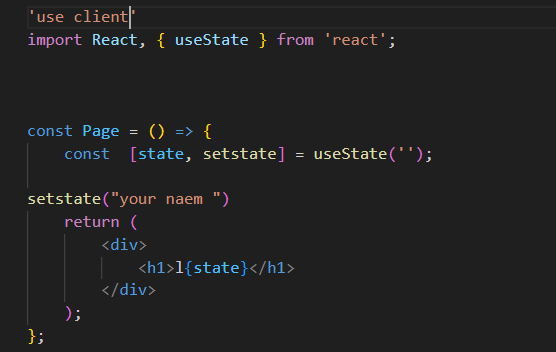 'use client'
import React, { useState } from 'react';
const Page = () => {
const  [state, setstate] = useState('');
setstate("your naem ")
return (
<div>
<h1>l{state}</h1>
</div>
);
};